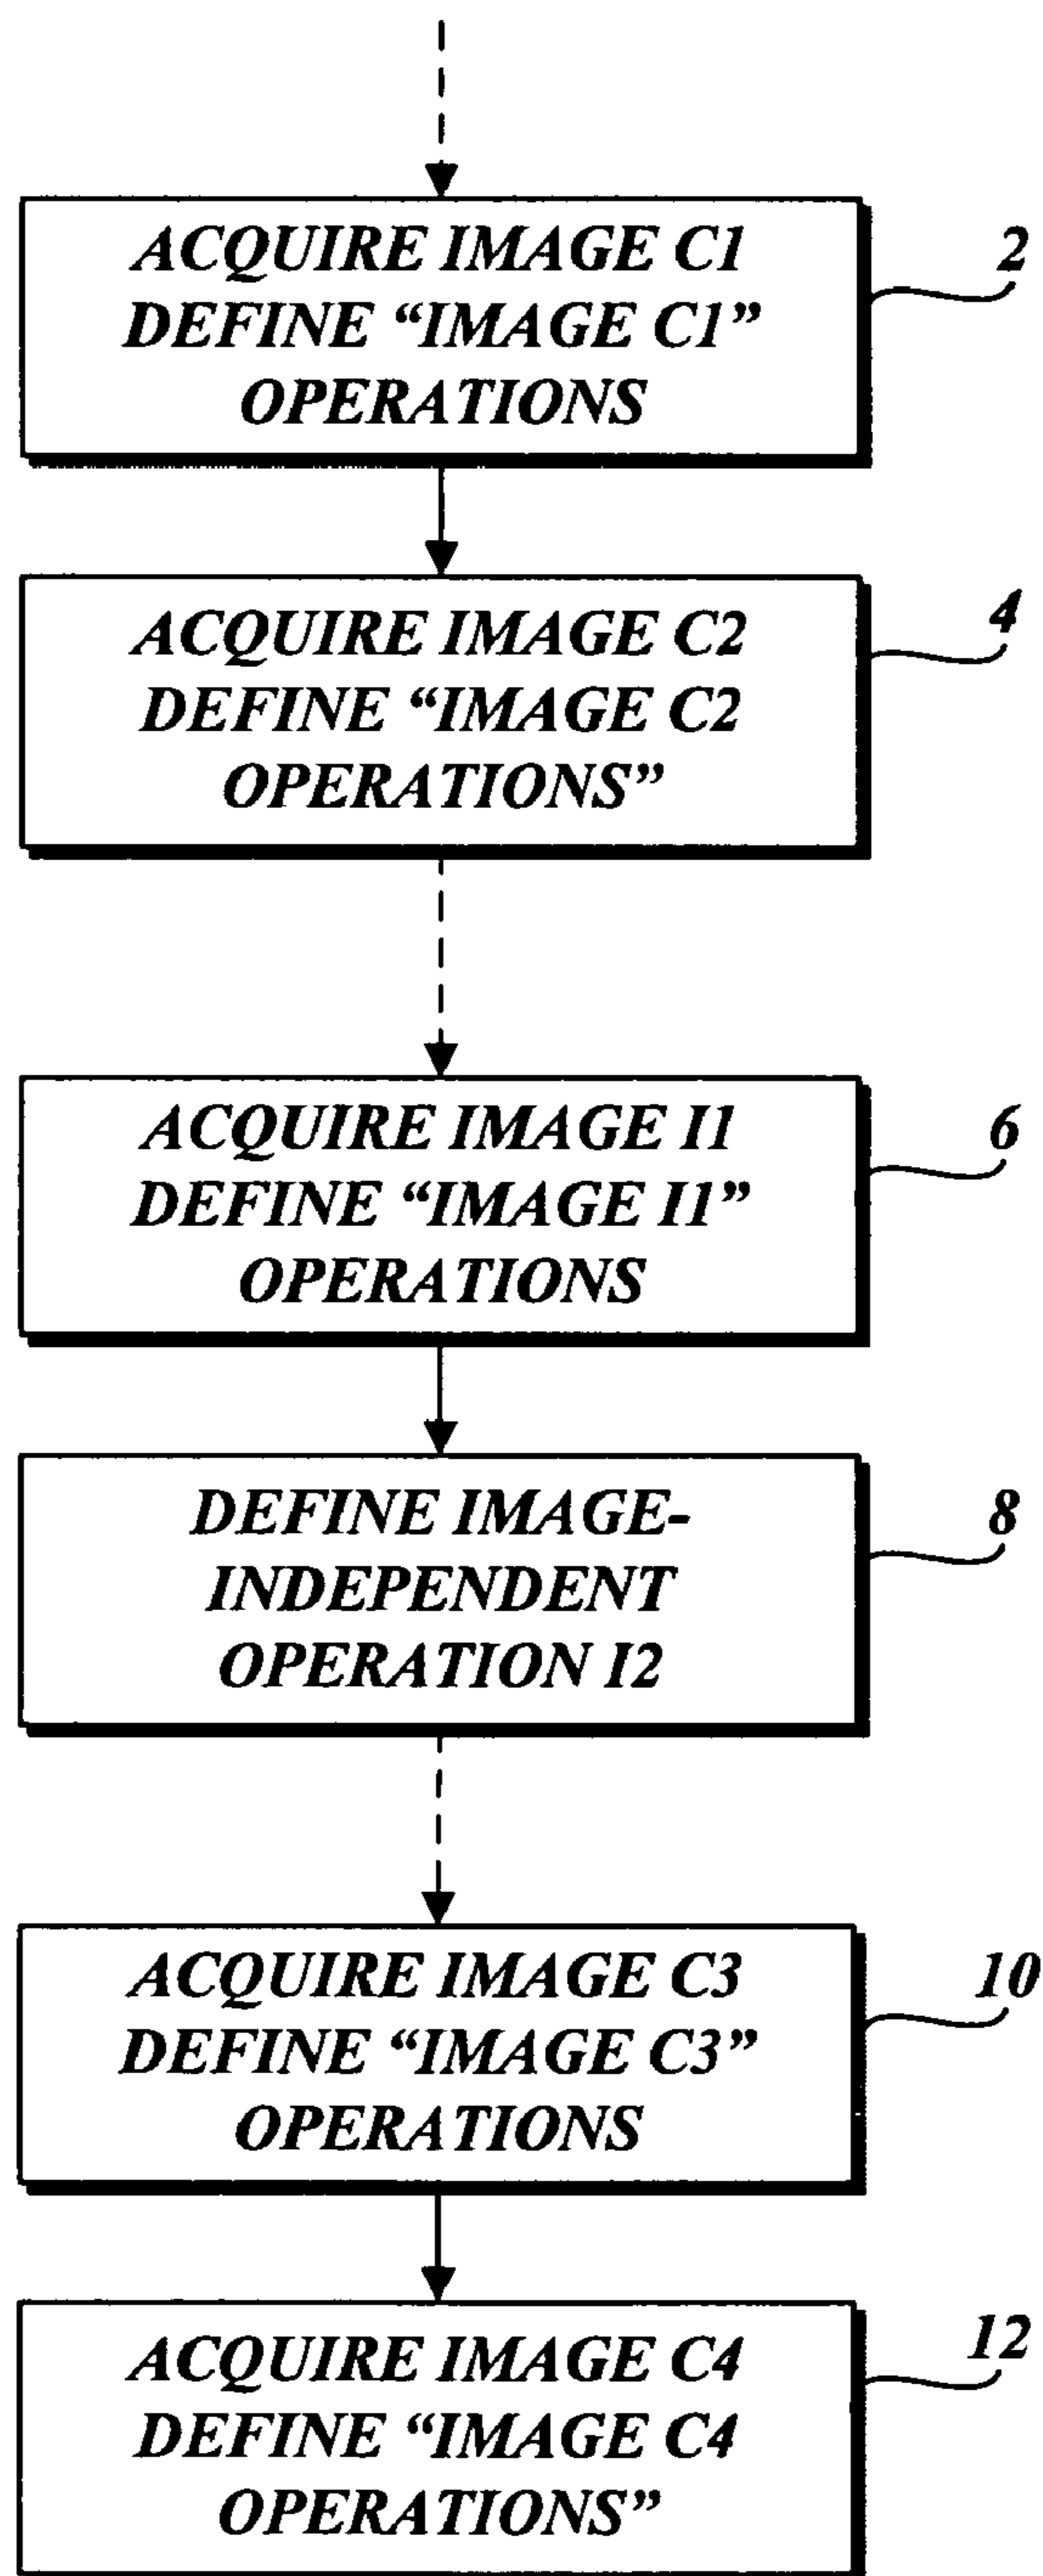 ACQUIRE IMAGE C1
DEFINE “IMAGE C1”
OPERATIONS
2
ACQUIRE IMAGE C2
DEFINE “IMAGE C2
OPERATIONS”
4
ACQUIRE IMAGE I1
DEFINE “IMAGE I1”
OPERATIONS
6
DEFINE IMAGE-
INDEPENDENT
OPERATION I2
8
ACQUIRE IMAGE C3
DEFINE “IMAGE C3”
OPERATIONS
10
ACQUIRE IMAGE C4
DEFINE “IMAGE C4
OPERATIONS”
12